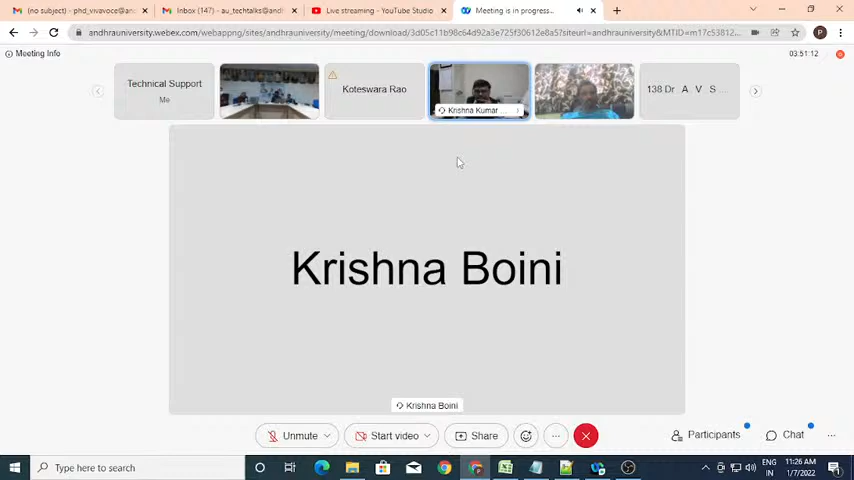 (no subject) - phd_vivavoce@an
Inbox (147) - au_techtalks@andh
Live streaming - YouTube Studio
Meeting is in progress...
andhrauniversity.webex.com/webappng/sites/andhrauniversity/meeting/download/3d05c11b98c64d92a3e725f30612e8a5?siteurl=andhrauniversity&MTID=m17c53812...
P
Meeting Info
03:51:12
Technical Support
Me
Koteswara Rao
Krishna Kumar ...
138 Dr A V S ...
Krishna Boini
Krishna Boini
Unmute
Start video
Share
Participants
Chat
Type here to search
ENG
IN
11:26 AM
1/7/2022